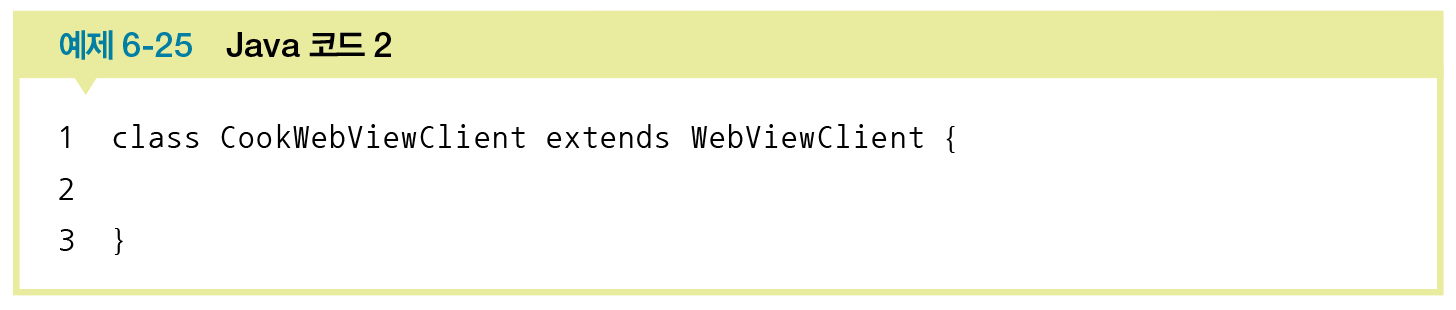 예제 6-25 Java 코드 2
1 class CookWebViewClient extends WebViewClient {
2
3 }